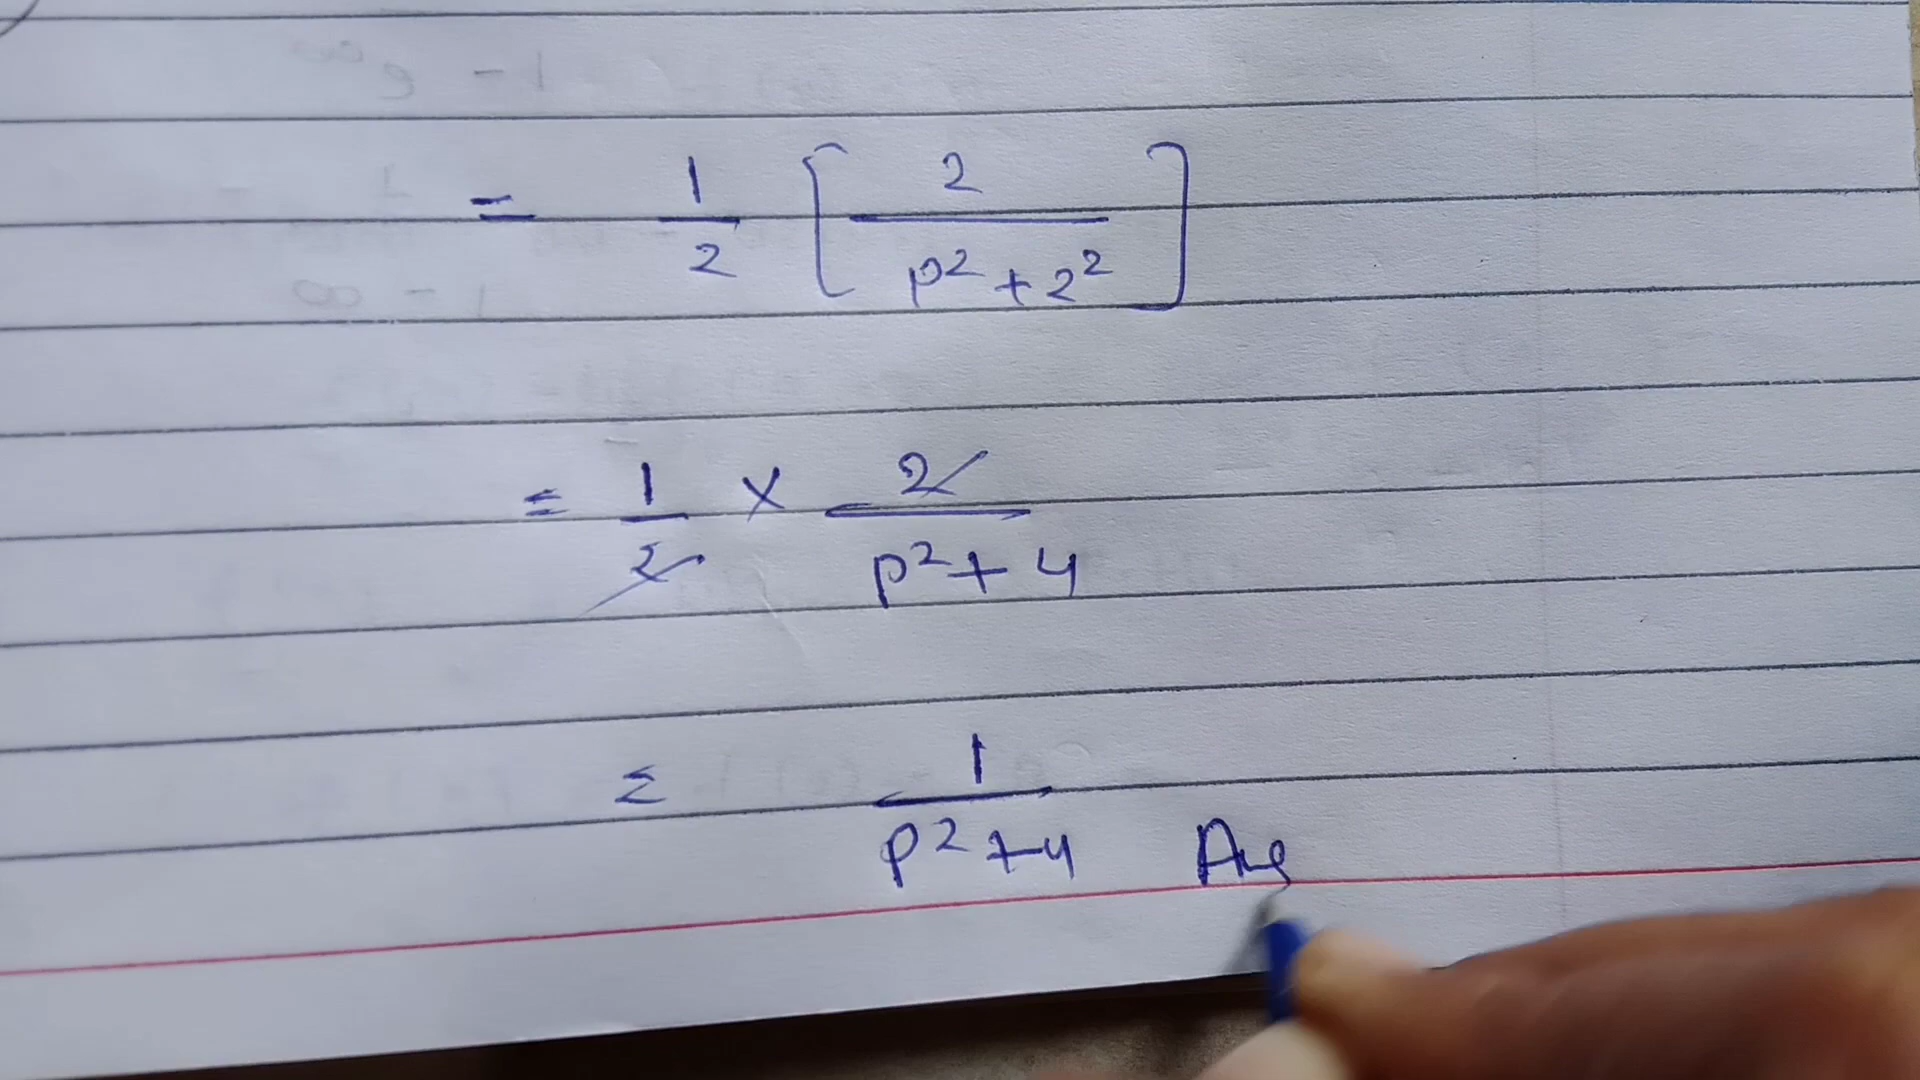 = 1/2 [ 2 / p² + 2² ]
= 1/2 × 2 / p² + 4
= 1 / p² + 4 Ans